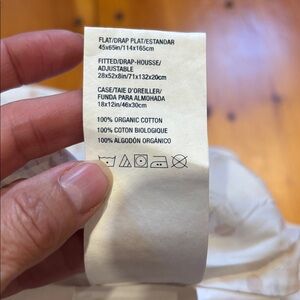 FLAT/DRAP PLAT/ESTANDAR
45x65in/114x165cm
FITTED/DRAP-HOUSSE/
ADJUSTABLE
28x52x8in/71x132x20cm
CASE/TAIE D'OREILLER/
FUNDA PARA ALMOHADA
18x12in/46x30cm
100% ORGANIC COTTON
100% COTON BIOLOGIQUE
100% ALGODÓN ORGÁNICO